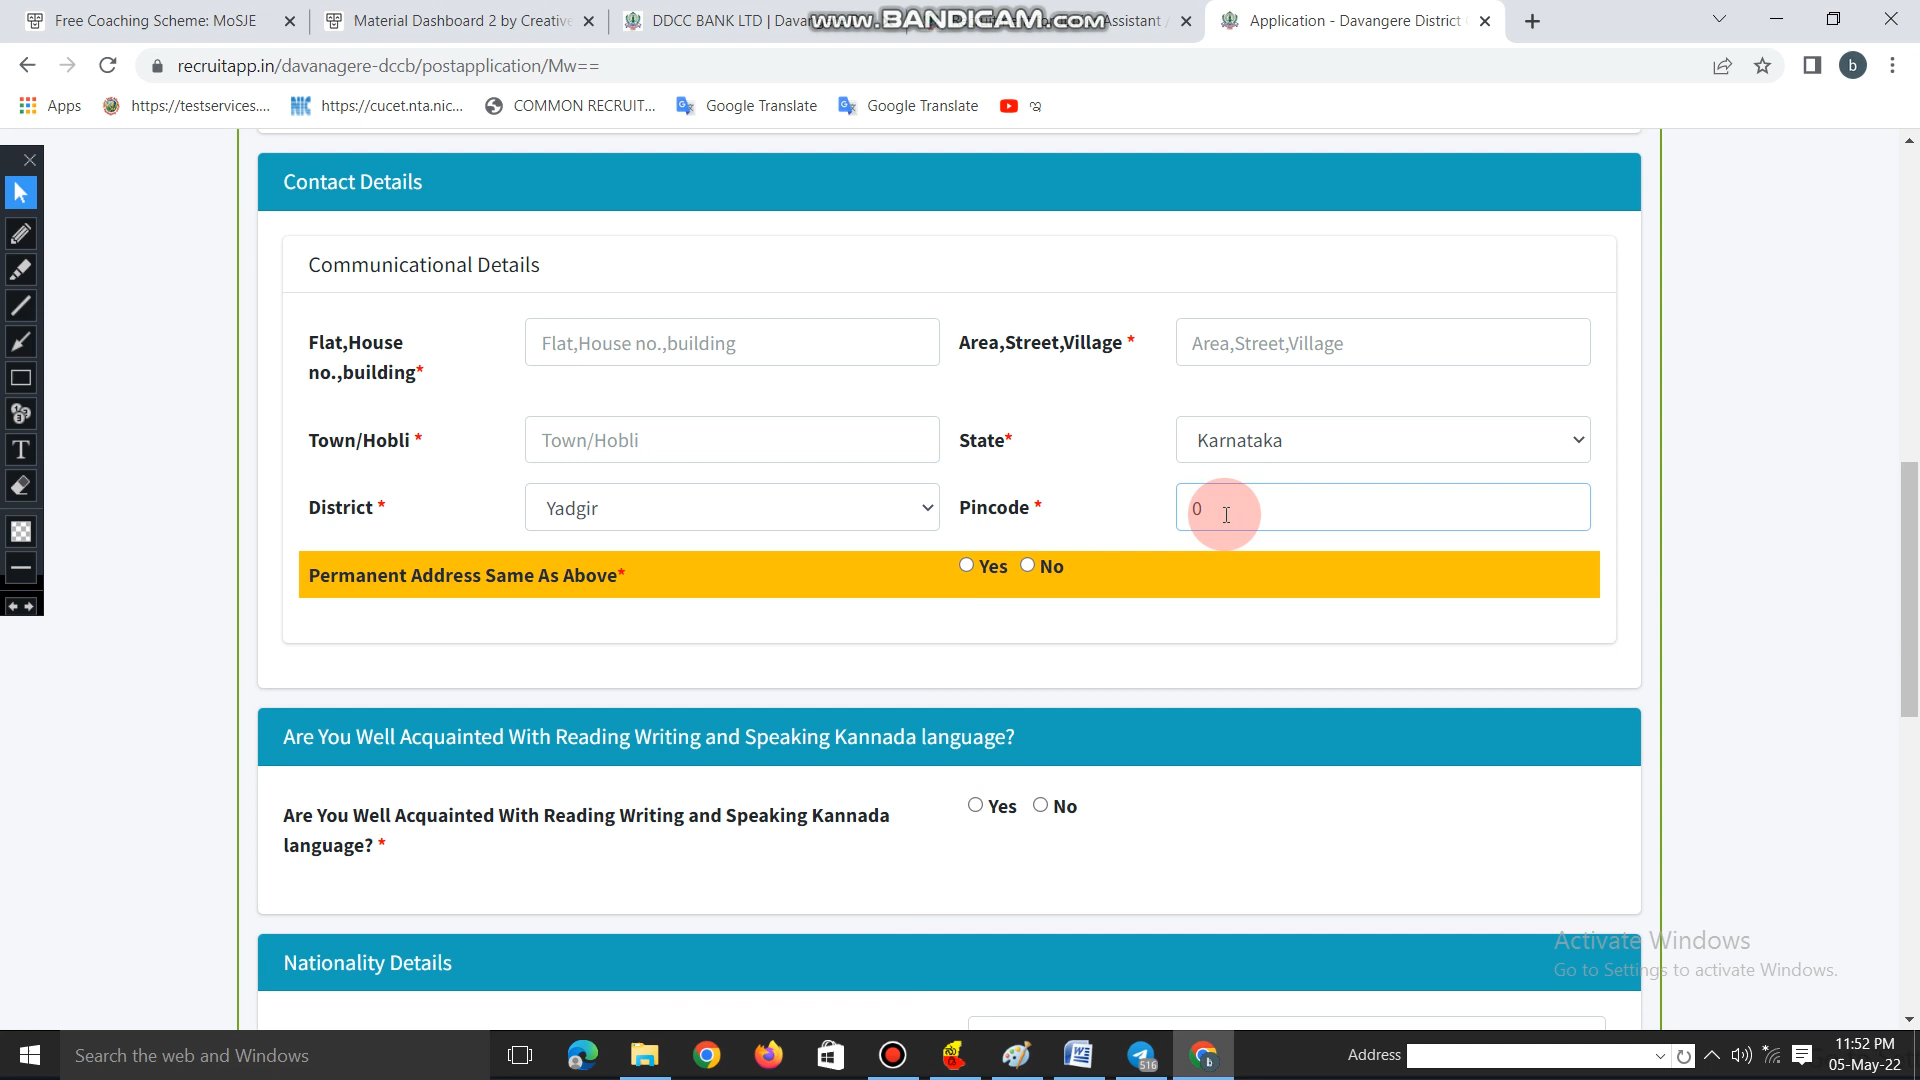 Free Coaching Scheme: MoSJE
Material Dashboard 2 by Creative
DDCC BANK LTD | Davan
www.BANDICAM.com
Assistant /
Application - Davangere District C
recruitapp.in/davanagere-dccb/postapplication/Mw==
b
Apps
https://testservices....
https://cucet.nta.nic...
COMMON RECRUIT...
Google Translate
Google Translate
Contact Details
Communicational Details
Flat,House no.,building*
Flat,House no.,building
Area,Street,Village *
Area,Street,Village
Town/Hobli *
Town/Hobli
State*
Karnataka
District *
Yadgir
Pincode *
0
Permanent Address Same As Above*
Yes No
Are You Well Acquainted With Reading Writing and Speaking Kannada language?
Are You Well Acquainted With Reading Writing and Speaking Kannada
language? *
Yes No
Nationality Details
Activate Windows
Go to Settings to activate Windows.
Search the web and Windows
516
b
Address
11:52 PM
05-May-22